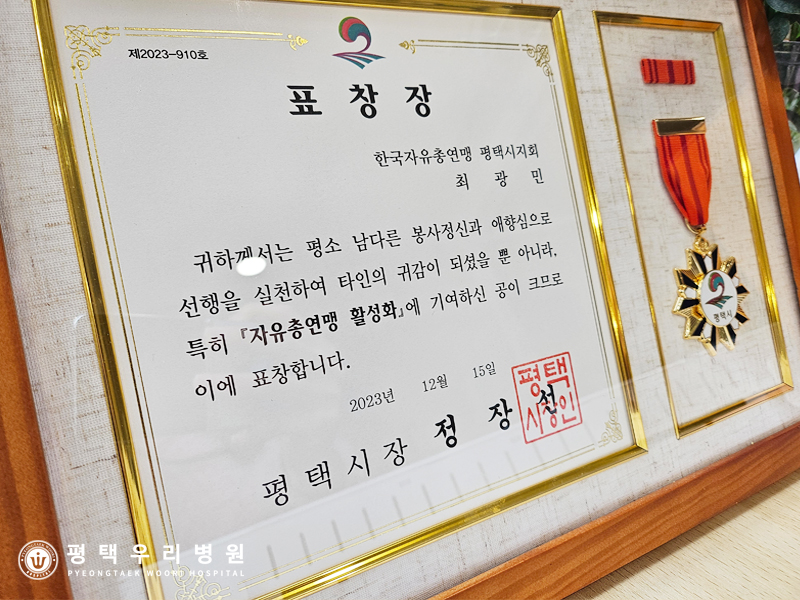 제2023-910호
표창장
한국자유총연맹 평택시지회
최 광 민
귀하께서는 평소 남다른 봉사정신과 애향심으로
선행을 실천하여 타인의 귀감이 되셨을 뿐 아니라,
특히 『자유총연맹 활성화』에 기여하신 공이 크므로
이에 표창합니다.
2023년 12월 15일
평택시장 정 장 선
평택
시장인
평택시
평택우리병원
PYEONGTAEK WOORI HOSPITAL